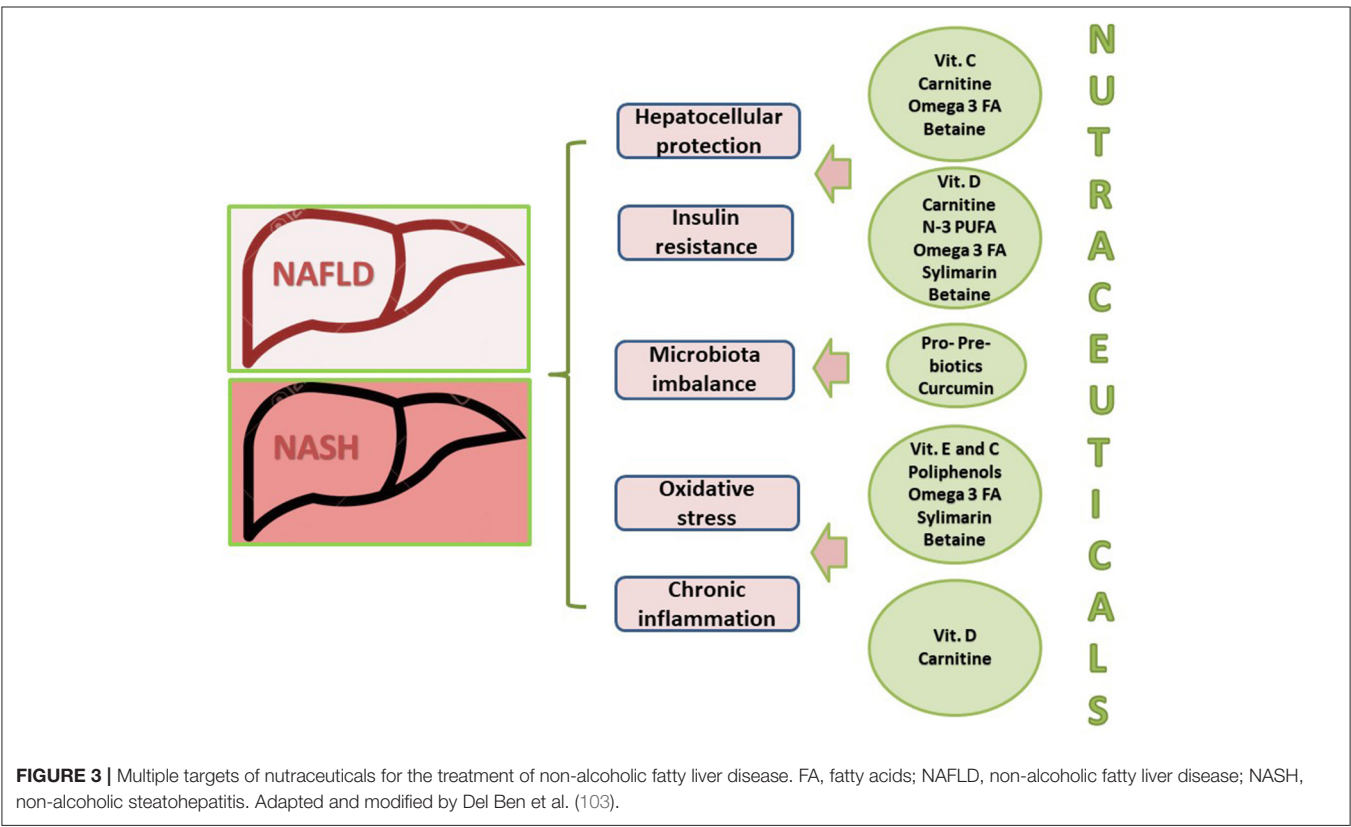 NAFLD
NASH
Hepatocellular
protection
Insulin
resistance
Microbiota
imbalance
Oxidative
stress
Chronic
inflammation
Vit. C
Carnitine
Omega 3 FA
Betaine
Vit. D
Carnitine
N-3 PUFA
Omega 3 FA
Sylimarin
Betaine
Pro- Pre-
biotics
Curcumin
Vit. E and C
Poliphenols
Omega 3 FA
Sylimarin
Betaine
Vit. D
Carnitine
N
U
T
R
A
C
E
U
T
I
C
A
L
S
FIGURE 3 | Multiple targets of nutraceuticals for the treatment of non-alcoholic fatty liver disease. FA, fatty acids; NAFLD, non-alcoholic fatty liver disease; NASH,
non-alcoholic steatohepatitis. Adapted and modified by Del Ben et al. (103).